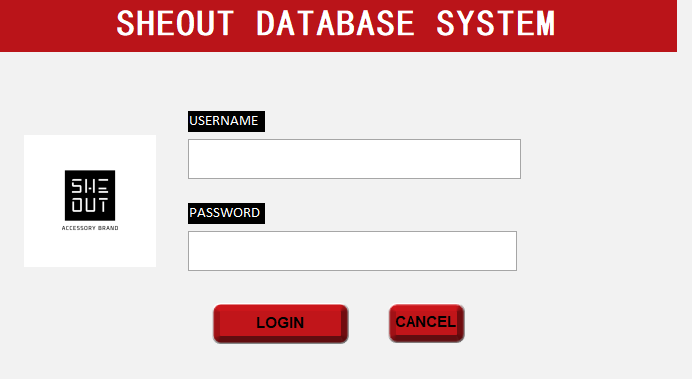 SHEOUT DATABASE SYSTEM
USERNAME
SHE
OUT
ACCESSORY BRAND
PASSWORD
LOGIN
CANCEL